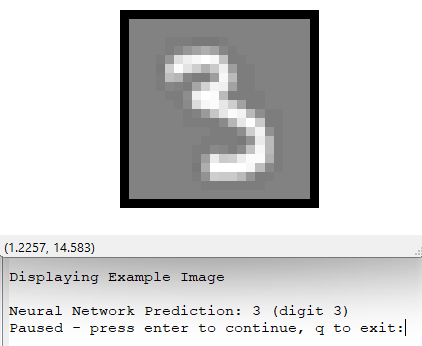 3
(1.2257, 14.583)
Displaying Example Image
Neural Network Prediction: 3 (digit 3)
Paused - press enter to continue, q to exit: